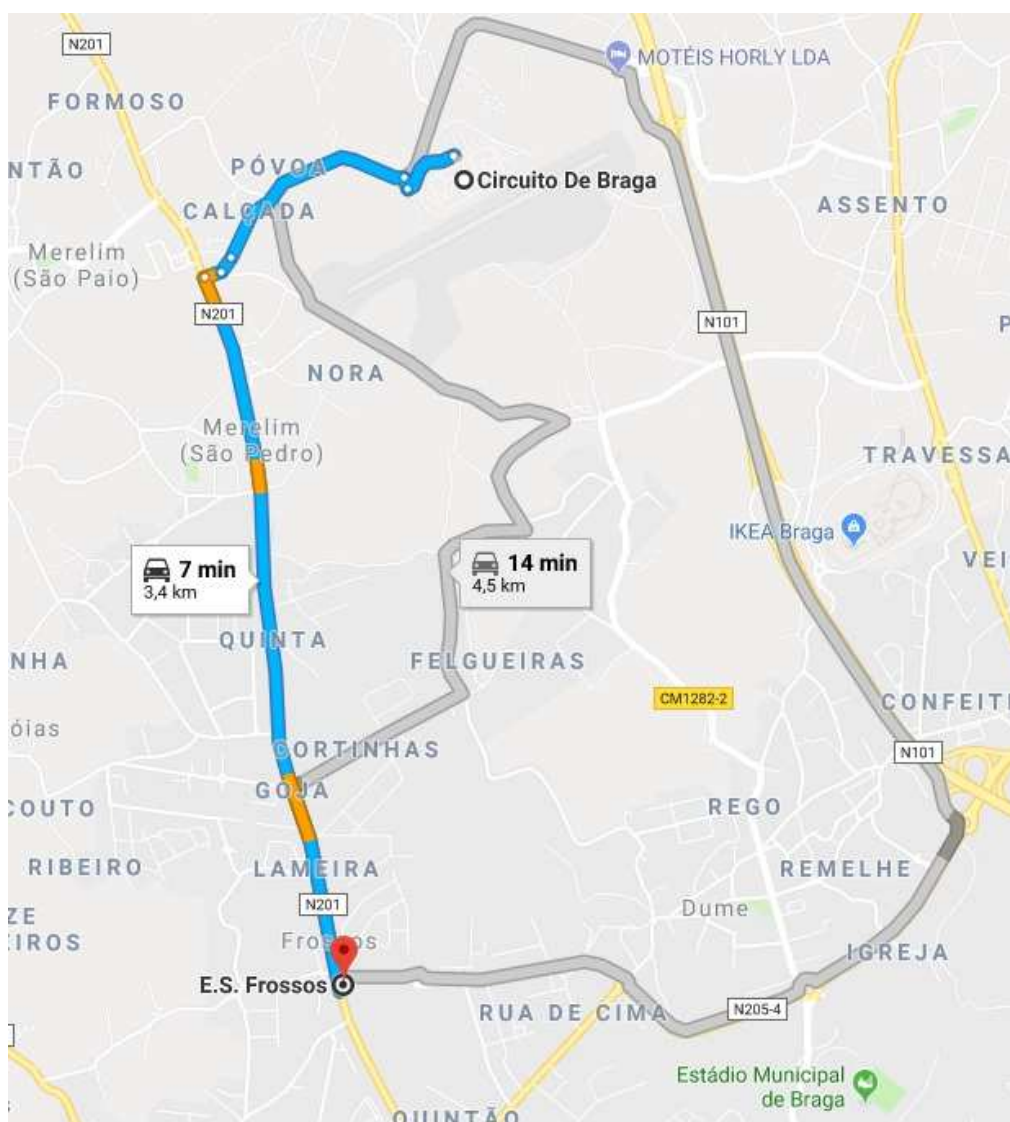 N201
MOTÉIS HORLY LDA
FORMOSO
NTÃO
PÓVOA
Circuito De Braga
CALÇADA
ASSENTO
Merelim
(São Paio)
N201
N101
P
NORA
Merelim
(São Pedro)
TRAVESSA
IKEA Braga
VEI
7 min
3,4 km
14 min
4,5 km
QUINTA
NHA
FELGUEIRAS
CM1282-2
CONFEIT
óias
CORTINHAS
N101
GOJA
COUTO
REGO
RIBEIRO
LAMEIRA
REMELHE
N201
Dume
ZE
EIROS
Frossos
IGREJA
E.S. Frossos
RUA DE CIMA
N205-4
Estádio Municipal
de Braga
QUINTÃO